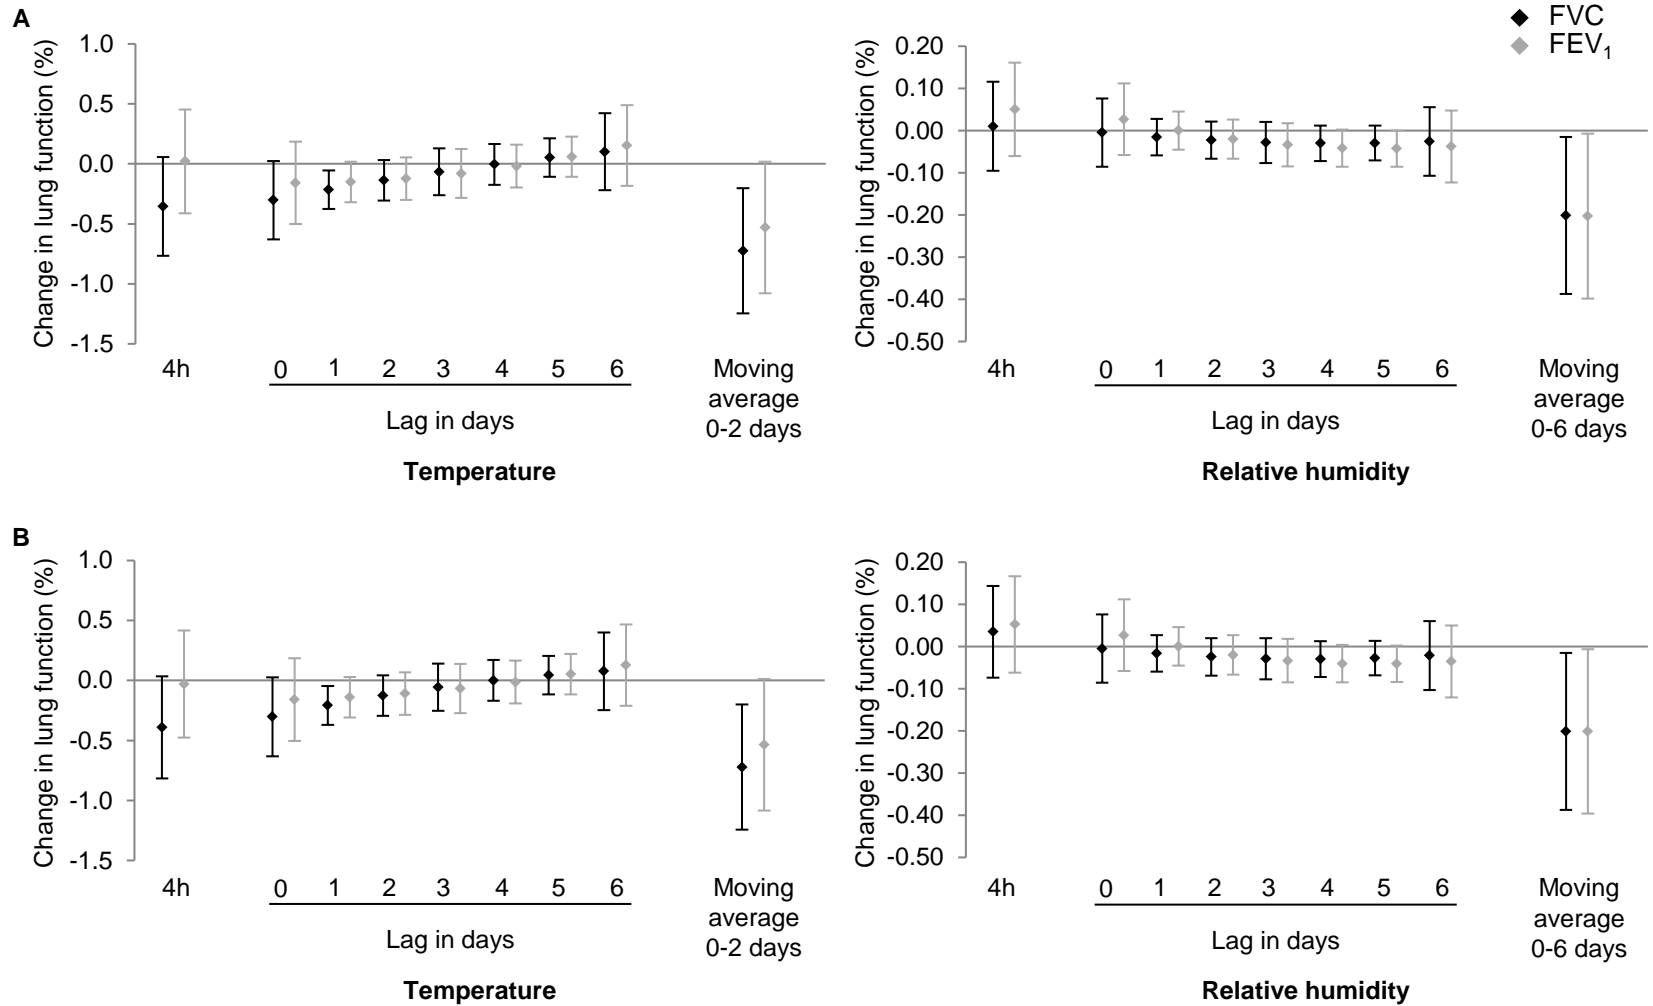 A
FVC
FEV1
Change in lung function (%)
1.0
0.5
0.0
-0.5
-1.0
-1.5
4h
0 1 2 3 4 5 6
Lag in days
Moving
average
0-2 days
Temperature
Change in lung function (%)
0.20
0.10
0.00
-0.10
-0.20
-0.30
-0.40
-0.50
4h
0 1 2 3 4 5 6
Lag in days
Moving
average
0-6 days
Relative humidity
B
Change in lung function (%)
1.0
0.5
0.0
-0.5
-1.0
-1.5
4h
0 1 2 3 4 5 6
Lag in days
Moving
average
0-2 days
Temperature
Change in lung function (%)
0.20
0.10
0.00
-0.10
-0.20
-0.30
-0.40
-0.50
4h
0 1 2 3 4 5 6
Lag in days
Moving
average
0-6 days
Relative humidity